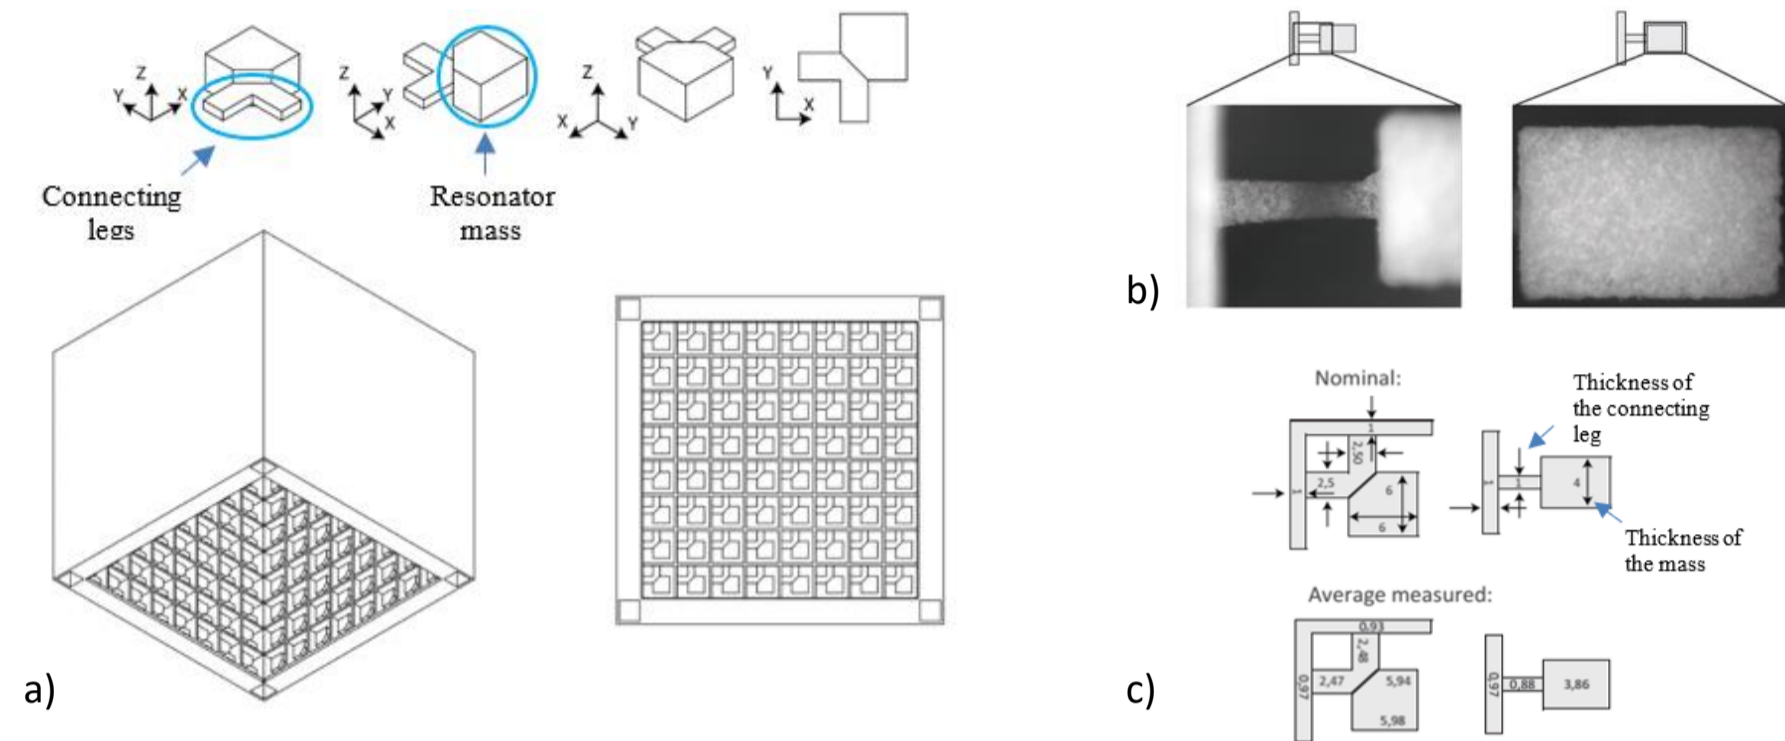 Z
Y
X
Z
Y
X
Z
X
Y
Y
X
Connecting
legs
Resonator
mass
a)
b)
Nominal:
Thickness of
the connecting
leg
1
2,50
2,5
1
6
6
1
1
4
Thickness of
the mass
Average measured:
0,93
2,48
2,47
5,94
0,97
5,98
0,97
0,88
3,86
c)